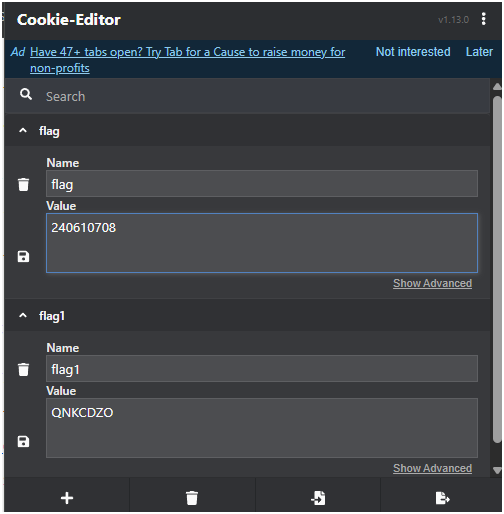 Cookie-Editor
v1.13.0
Ad Have 47+ tabs open? Try Tab for a Cause to raise money for
non-profits
Not interested
Later
Search
flag
Name
flag
Value
240610708
Show Advanced
flag1
Name
flag1
Value
QNKCDZO
Show Advanced